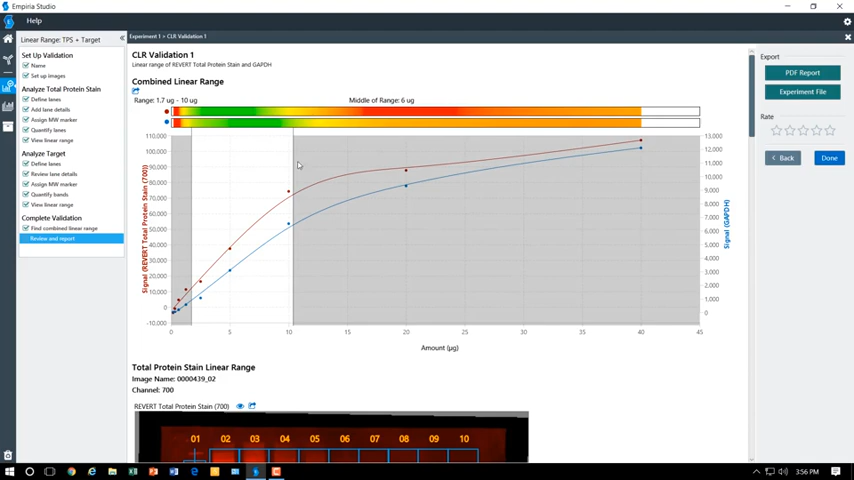 Empiria Studio
Help
Linear Range: TPS + Target
Experiment 1 > CLR Validation 1
Set Up Validation
Name
Set up images
Analyze Total Protein Stain
Define lanes
Add lane details
Assign MW marker
Quantify lanes
View linear range
Analyze Target
Define lanes
Review lane details
Assign MW marker
Quantify bands
View linear range
Complete Validation
Find combined linear range
Review and report
CLR Validation 1
Linear range of REVERT Total Protein Stain and GAPDH
Combined Linear Range
Range: 1.7 ug - 10 ug
Middle of Range: 6 ug
110,000
100,000
90,000
80,000
70,000
60,000
50,000
40,000
30,000
20,000
10,000
0
-10,000
Signal (REVERT Total Protein Stain (700))
13,000
12,000
11,000
10,000
9,000
8,000
7,000
6,000
5,000
4,000
3,000
2,000
1,000
0
Signal (GAPDH)
0 5 10 15 20 25 30 35 40 45
Amount (µg)
Total Protein Stain Linear Range
Image Name: 0000439_02
Channel: 700
REVERT Total Protein Stain (700)
01 02 03 04 05 06 07 08 09 10
Export
PDF Report
Experiment File
Rate
Back
Done
3:56 PM